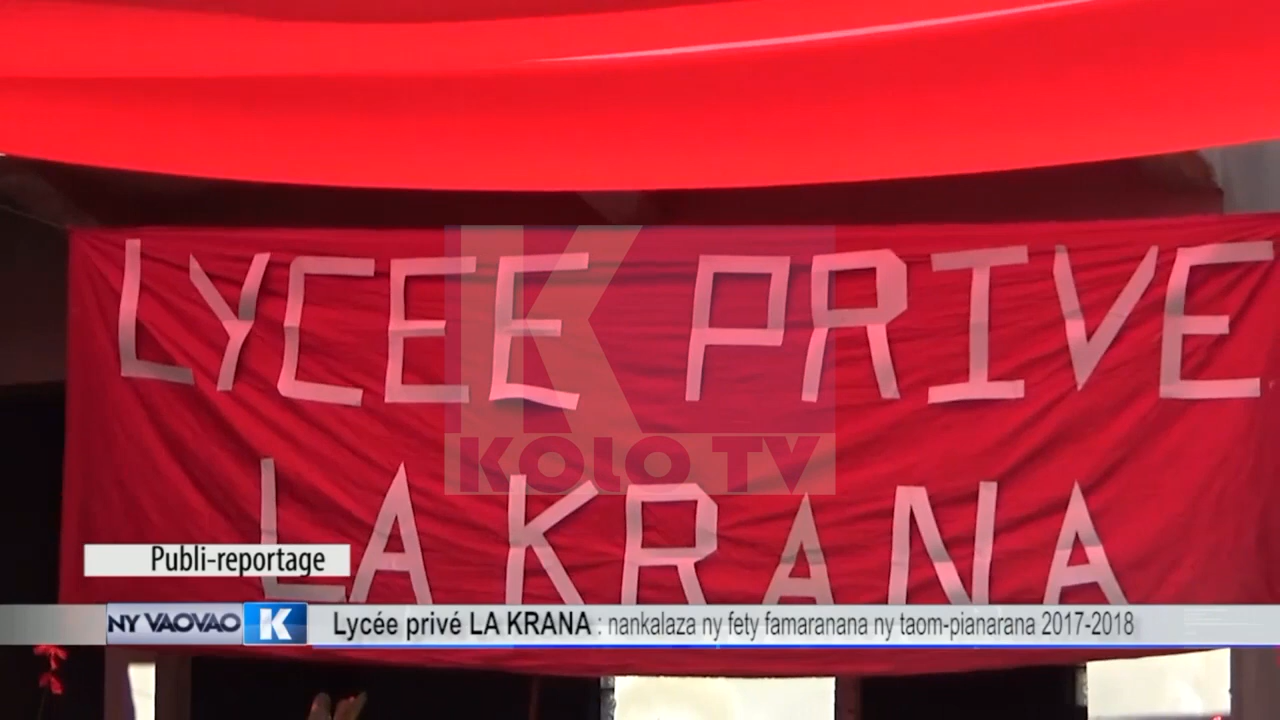 LYCEE PRIVE
K
KOLO TV
LA KRANA
Publi-reportage
NY VAOVAO K Lycée privé LA KRANA : nankalaza ny fety famaranana ny taom-pianarana 2017-2018